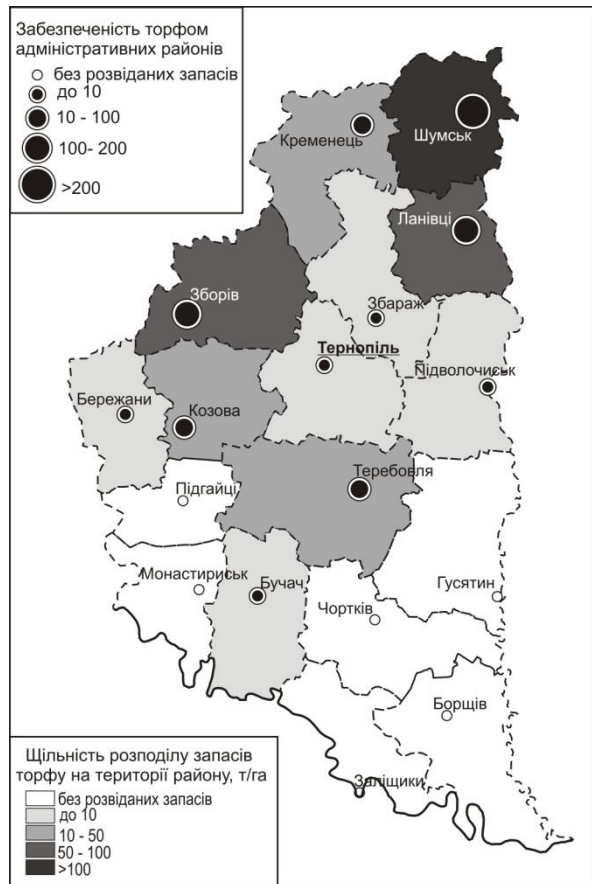 Забезпеченість торфом
адміністративних районів
без розвіданих запасів
до 10
10 - 100
100- 200
>200
Кременець
Шумськ
Ланівці
Зборів
Збараж
Тернопіль
Підволочиськ
Бережани
Козова
Теребовля
Підгайці
Монастириськ
Бучач
Гусятин
Чортків
Борщів
Заліщики
Щільність розподілу запасів
торфу на території району, т/га
без розвіданих запасів
до 10
10 - 50
50 - 100
>100